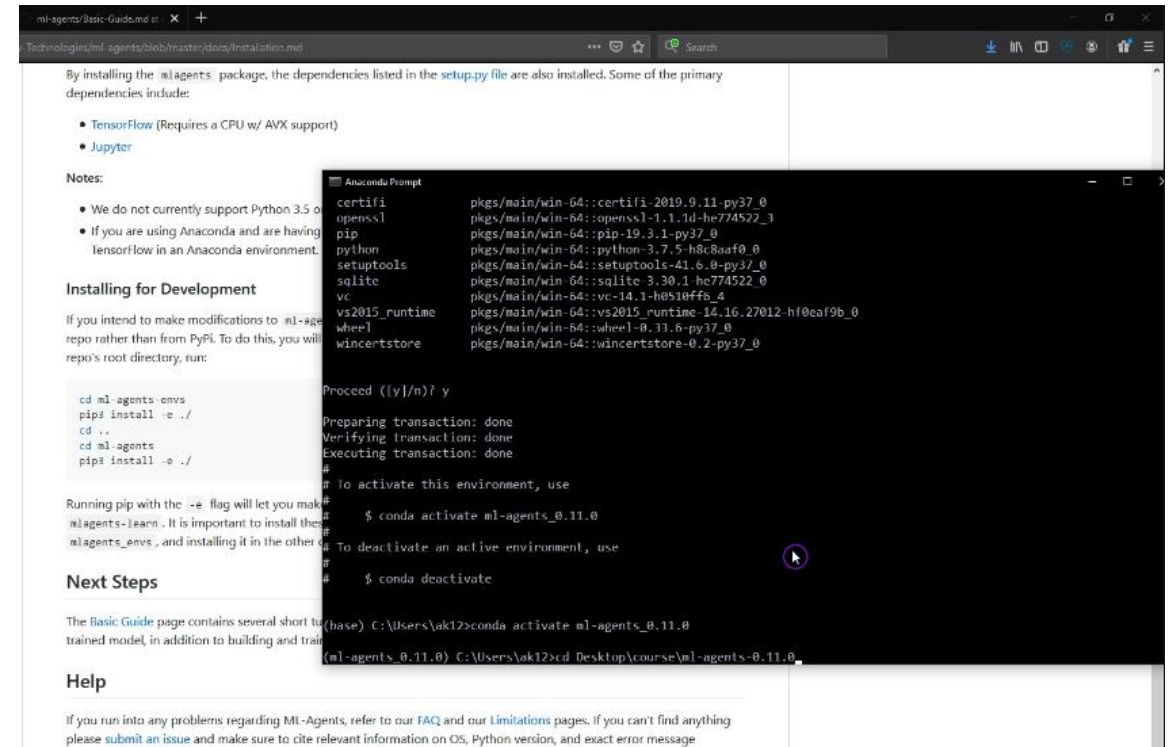 ml-agents/Basic-Guide.md at
-Technologies/ml-agents/blob/master/docs/Installation.md
Search
By installing the mlagents package, the dependencies listed in the setup.py file are also installed. Some of the primary
dependencies include:
TensorFlow (Requires a CPU w/ AVX support)
Jupyter
Notes:
We do not currently support Python 3.5 o
If you are using Anaconda and are having
TensorFlow in an Anaconda environment.
Installing for Development
If you intend to make modifications to ml-age
repo rather than from PyPi. To do this, you will
repo's root directory, run:
cd ml-agents-envs
pip3 install -e ./
cd ..
cd ml-agents
pip3 install -e ./
Running pip with the -e flag will let you mak
mlagents-learn. It is important to install thes
mlagents_envs, and installing it in the other
Next Steps
The Basic Guide page contains several short tu
trained model, in addition to building and train
Help
If you run into any problems regarding ML-Agents, refer to our FAQ and our Limitations pages. If you can't find anything
please submit an issue and make sure to cite relevant information on OS, Python version, and exact error message
Anaconda Prompt
certifi pkgs/main/win-64::certifi-2019.9.11-py37_0
openssl pkgs/main/win-64::openssl-1.1.1d-he774522_3
pip pkgs/main/win-64::pip-19.3.1-py37_0
python pkgs/main/win-64::python-3.7.5-h8c8aaf0_0
setuptools pkgs/main/win-64::setuptools-41.6.0-py37_0
sqlite pkgs/main/win-64::sqlite-3.30.1-he774522_0
vc pkgs/main/win-64::vc-14.1-h0510ff6_4
vs2015_runtime pkgs/main/win-64::vs2015_runtime-14.16.27012-hf0eaf9b_0
wheel pkgs/main/win-64::wheel-0.33.6-py37_0
wincertstore pkgs/main/win-64::wincertstore-0.2-py37_0
Proceed ([y]/n)? y
Preparing transaction: done
Verifying transaction: done
Executing transaction: done
#
# To activate this environment, use
#
# $ conda activate ml-agents_0.11.0
#
# To deactivate an active environment, use
#
# $ conda deactivate
(base) C:\Users\ak12>conda activate ml-agents_0.11.0
(ml-agents_0.11.0) C:\Users\ak12>cd Desktop\course\ml-agents-0.11.0_